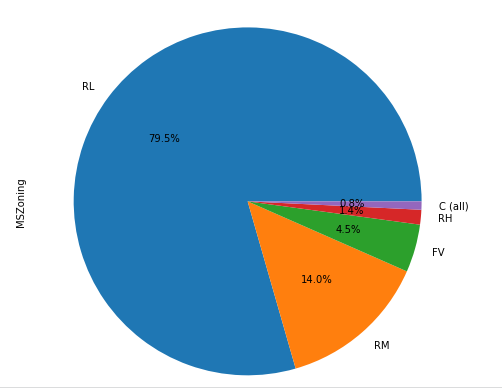 RL
79.5%
MSZoning
0.8%
C (all)
1.4%
RH
4.5%
FV
14.0%
RM